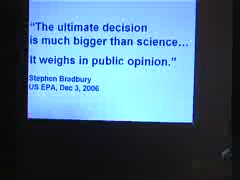 “The ultimate decision
is much bigger than science...
It weighs in public opinion.”
Stephen Bradbury
US EPA, Dec 3, 2006